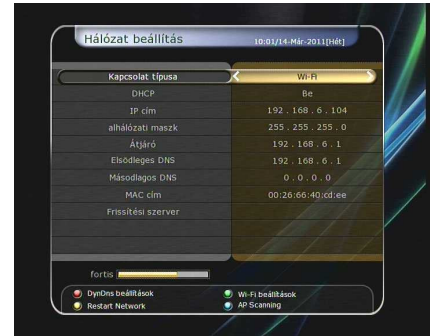 Hálózat beállítás
10:01/14-Már-2011[Hét]
Kapcsolat típusa Wi-Fi
DHCP Be
IP cím 192 . 168 . 6 . 104
alhálózati maszk 255 . 255 . 255 . 0
Átjáró 192 . 168 . 6 . 1
Elsődleges DNS 192 . 168 . 6 . 1
Másodlagos DNS 0 . 0 . 0 . 0
MAC cím 00:26:66:40:cd:ee
Frissítési szerver
fortis
DynDns beállítások Wi-Fi beállítások
Restart Network AP Scanning